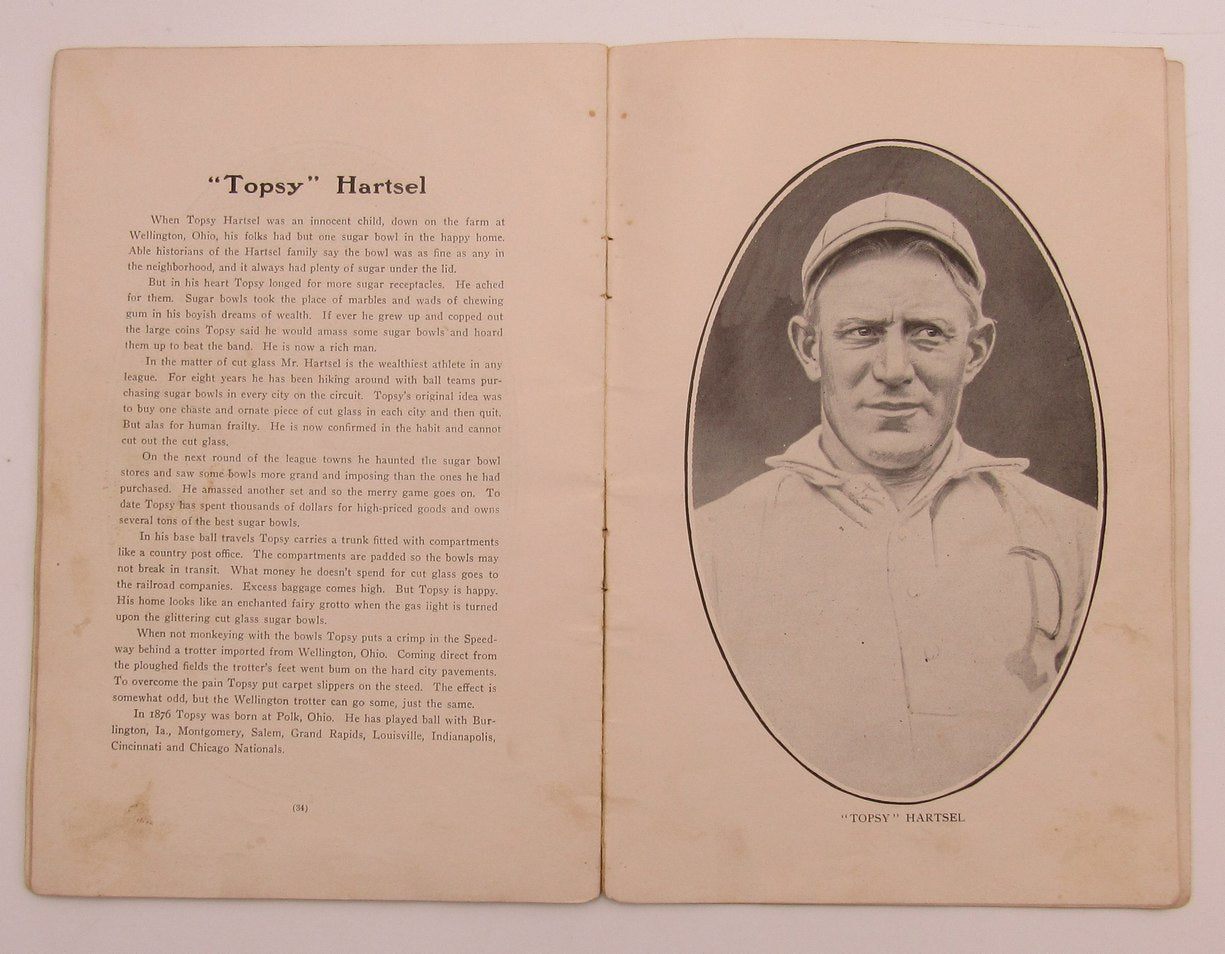 “Topsy” Hartsel
When Topsy Hartsel was an innocent child, down on the farm at
Wellington, Ohio, his folks had but one sugar bowl in the happy home.
Able historians of the Hartsel family say the bowl was as fine as any in
the neighborhood, and it always had plenty of sugar under the lid.
But in his heart Topsy longed for more sugar receptacles. He ached
for them. Sugar bowls took the place of marbles and wads of chewing
gum in his boyish dreams of wealth. If ever he grew up and copped out
the large coins Topsy said he would amass some sugar bowls and hoard
them up to beat the band. He is now a rich man.
In the matter of cut glass Mr. Hartsel is the wealthiest athlete in any
league. For eight years he has been hiking around with ball teams pur-
chasing sugar bowls in every city on the circuit. Topsy's original idea was
to buy one chaste and ornate piece of cut glass in each city and then quit.
But alas for human frailty. He is now confirmed in the habit and cannot
cut out the cut glass.
On the next round of the league towns he haunted the sugar bowl
stores and saw some bowls more grand and imposing than the ones he had
purchased. He amassed another set and so the merry game goes on. To
date Topsy has spent thousands of dollars for high-priced goods and owns
several tons of the best sugar bowls.
In his base ball travels Topsy carries a trunk fitted with compartments
like a country post office. The compartments are padded so the bowls may
not break in transit. What money he doesn't spend for cut glass goes to
the railroad companies. Excess baggage comes high. But Topsy is happy.
His home looks like an enchanted fairy grotto when the gas light is turned
upon the glittering cut glass sugar bowls.
When not monkeying with the bowls Topsy puts a crimp in the Speed-
way behind a trotter imported from Wellington, Ohio. Coming direct from
the ploughed fields the trotter's feet went bum on the hard city pavements.
To overcome the pain Topsy put carpet slippers on the steed. The effect is
somewhat odd, but the Wellington trotter can go some, just the same.
In 1876 Topsy was born at Polk, Ohio. He has played ball with Bur-
lington, Ia., Montgomery, Salem, Grand Rapids, Louisville, Indianapolis,
Cincinnati and Chicago Nationals.
(34)
“TOPSY” HARTSEL